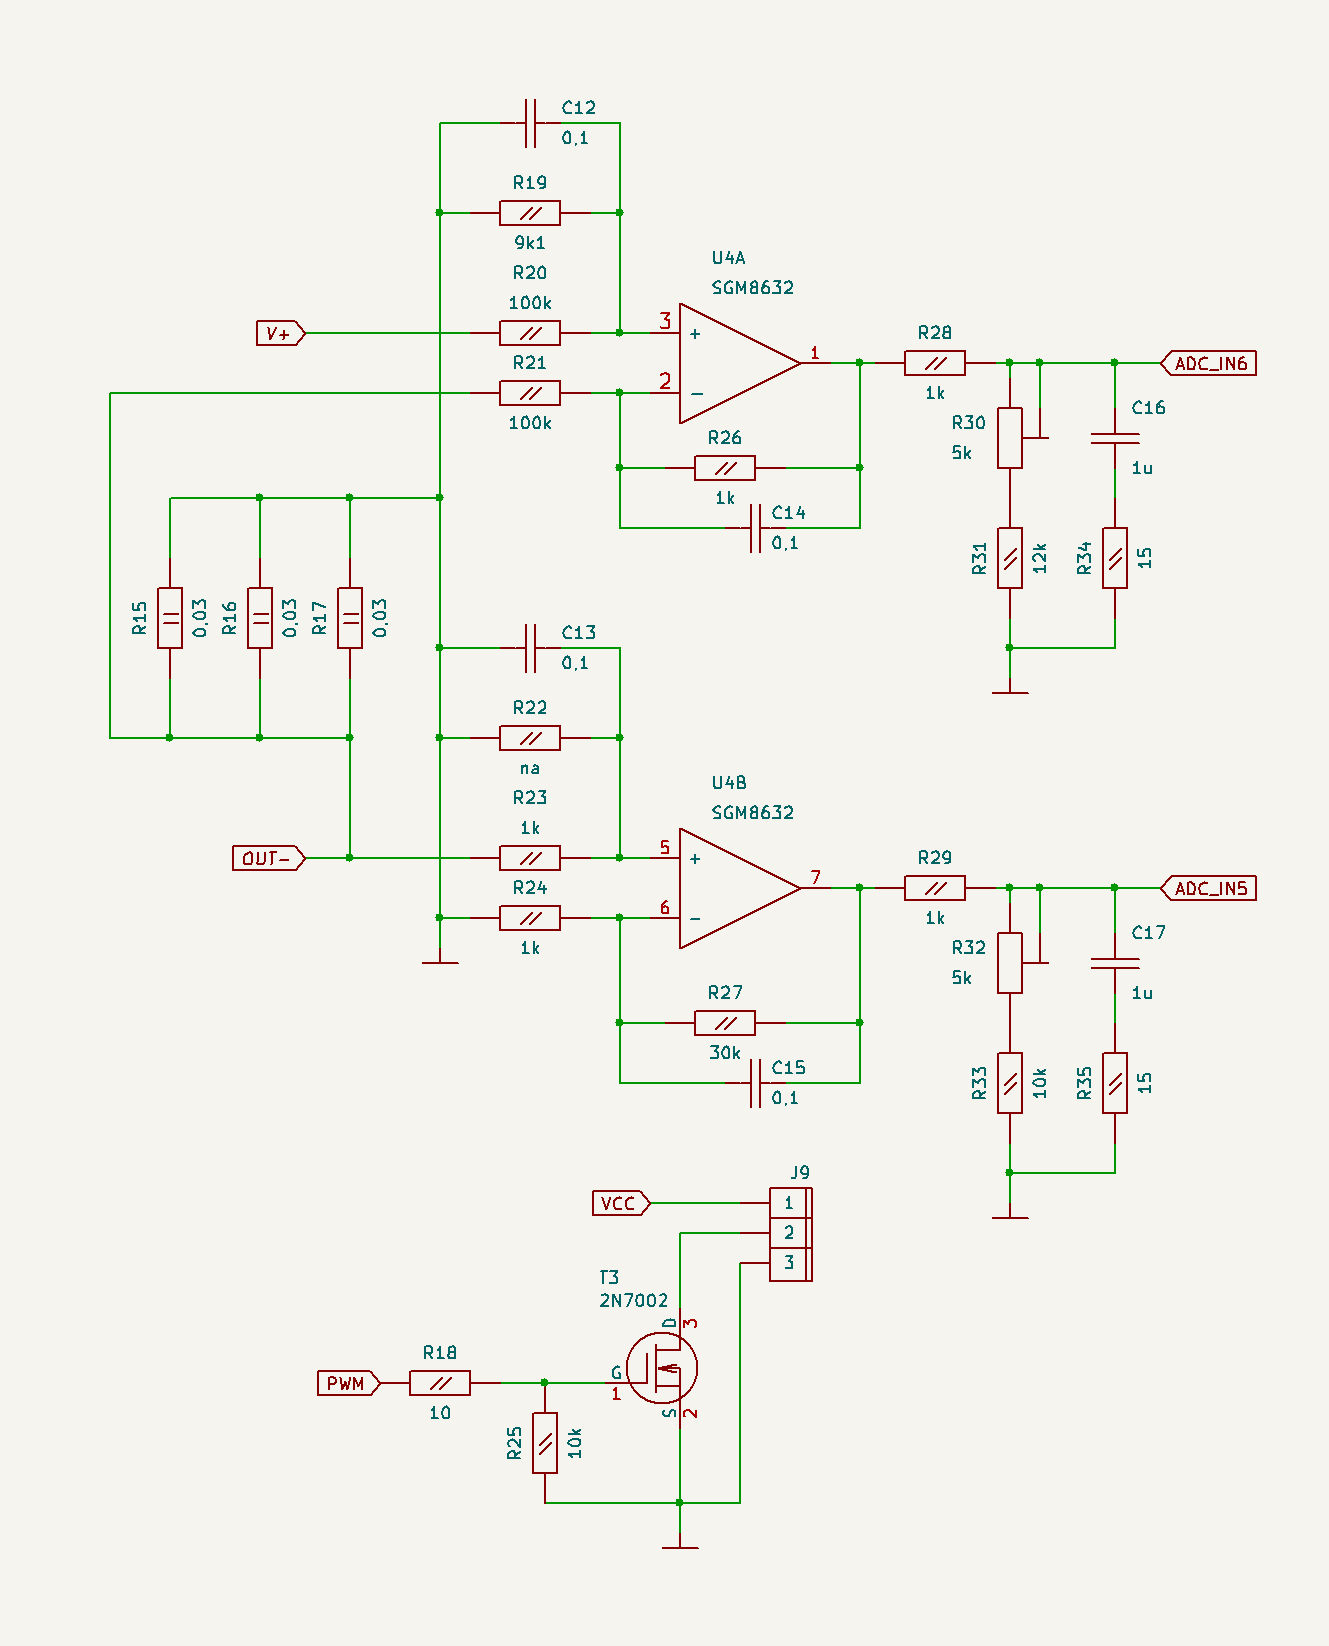 C12
0,1
R19
9k1
R20
100k
V+
R21
100k
U4A
SGM8632
3
+
2
−
1
R26
1k
C14
0,1
R28
1k
ADC_IN6
R30
5k
C16
1u
R31
12k
R34
15
R15
0,03
R16
0,03
R17
0,03
C13
0,1
R22
na
R23
1k
OUT-
R24
1k
U4B
SGM8632
5
+
6
−
7
R27
30k
C15
0,1
R29
1k
ADC_IN5
R32
5k
C17
1u
R33
10k
R35
15
J9
VCC
1
2
3
T3
2N7002
D
3
G
1
S
2
PWM
R18
10
R25
10k